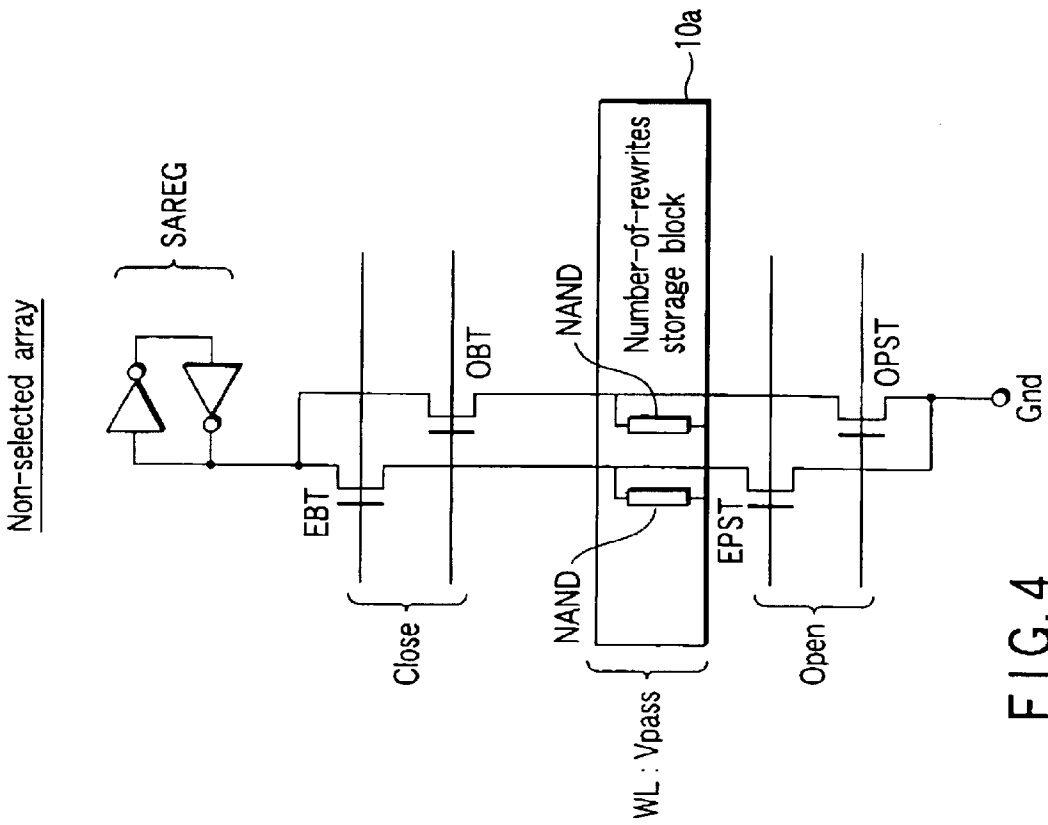 Non-selected array
SAREG
EBT
OBT
Close
NAND
NAND
Number-of-rewrites
storage block
10a
WL : Vpass
EPST
OPST
Open
Gnd
FIG. 4